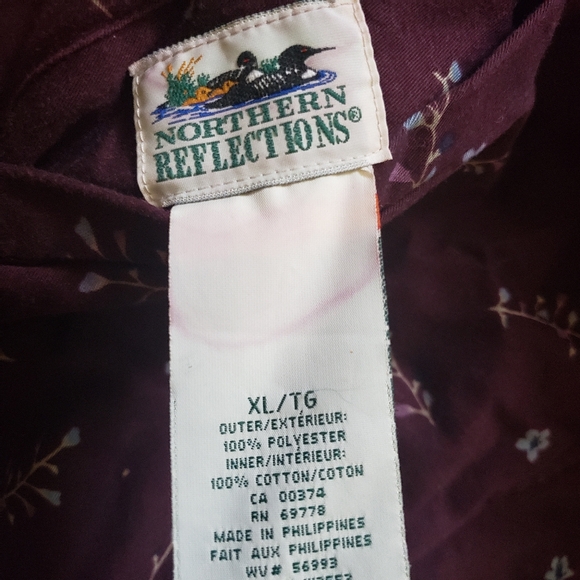 NORTHERN
REFLECTIONS®
XL/TG
OUTER/EXTÉRIEUR:
100% POLYESTER
INNER/INTÉRIEUR:
100% COTTON/COTON
CA 00374
RN 69778
MADE IN PHILIPPINES
FAIT AUX PHILIPPINES
WV# 56993